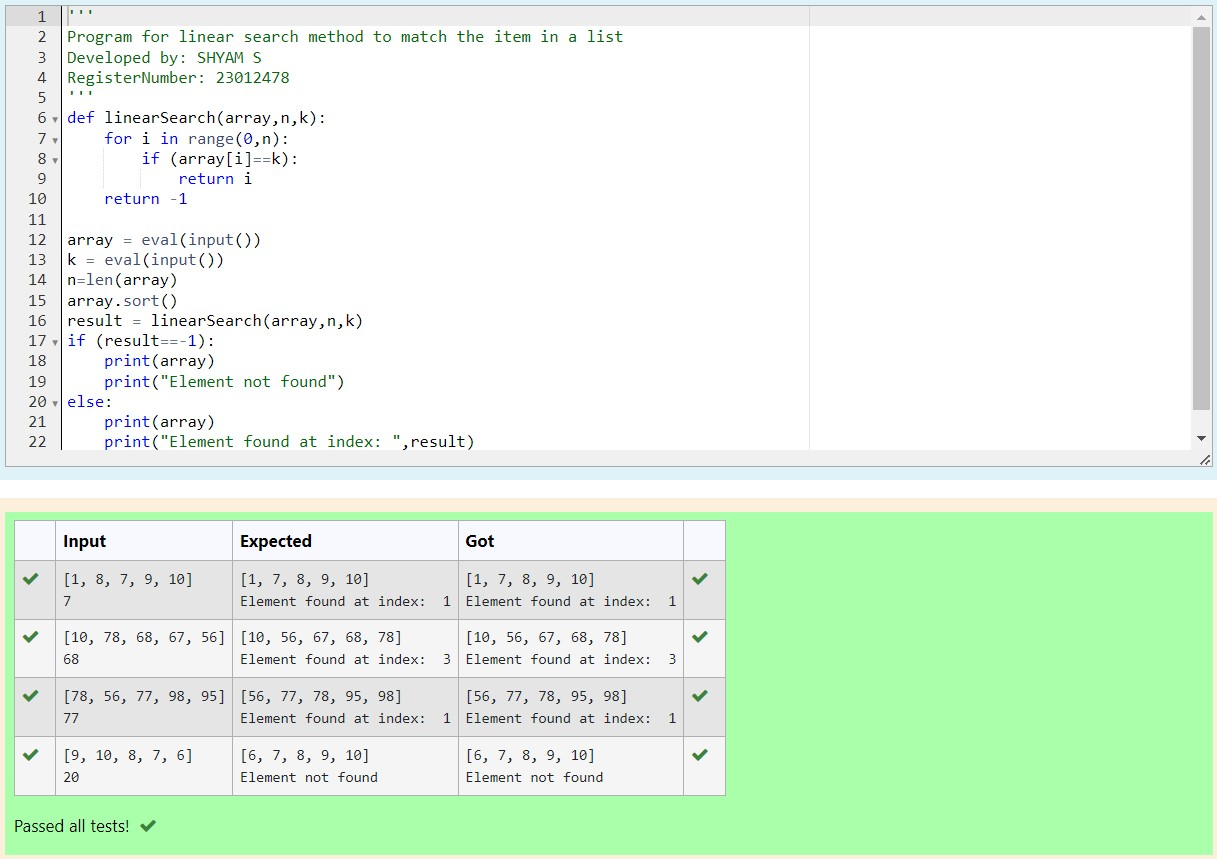 1 '''
2 Program for linear search method to match the item in a list
3 Developed by: SHYAM S
4 RegisterNumber: 23012478
5 '''
6 def linearSearch(array,n,k):
7     for i in range(0,n):
8         if (array[i]==k):
9             return i
10     return -1
11
12 array = eval(input())
13 k = eval(input())
14 n=len(array)
15 array.sort()
16 result = linearSearch(array,n,k)
17 if (result==-1):
18     print(array)
19     print("Element not found")
20 else:
21     print(array)
22     print("Element found at index: ",result)
Input Expected Got
[1, 8, 7, 9, 10] [1, 7, 8, 9, 10] [1, 7, 8, 9, 10]
7 Element found at index:  1 Element found at index:  1
[10, 78, 68, 67, 56] [10, 56, 67, 68, 78] [10, 56, 67, 68, 78]
68 Element found at index:  3 Element found at index:  3
[78, 56, 77, 98, 95] [56, 77, 78, 95, 98] [56, 77, 78, 95, 98]
77 Element found at index:  1 Element found at index:  1
[9, 10, 8, 7, 6] [6, 7, 8, 9, 10] [6, 7, 8, 9, 10]
20 Element not found Element not found
Passed all tests!